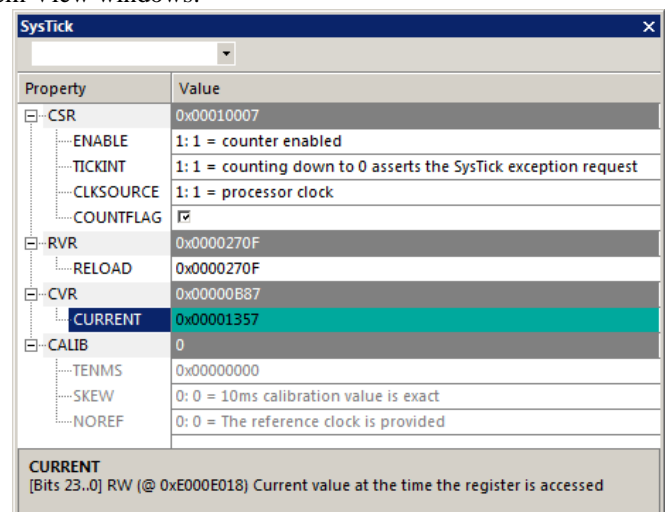 SysTick
Property Value
CSR 0x00010007
ENABLE 1: 1 = counter enabled
TICKINT 1: 1 = counting down to 0 asserts the SysTick exception request
CLKSOURCE 1: 1 = processor clock
COUNTFLAG
RVR 0x0000270F
RELOAD 0x0000270F
CVR 0x00000B87
CURRENT 0x00001357
CALIB 0
TENMS 0x00000000
SKEW 0: 0 = 10ms calibration value is exact
NOREF 0: 0 = The reference clock is provided
CURRENT
[Bits 23..0] RW (@ 0xE000E018) Current value at the time the register is accessed